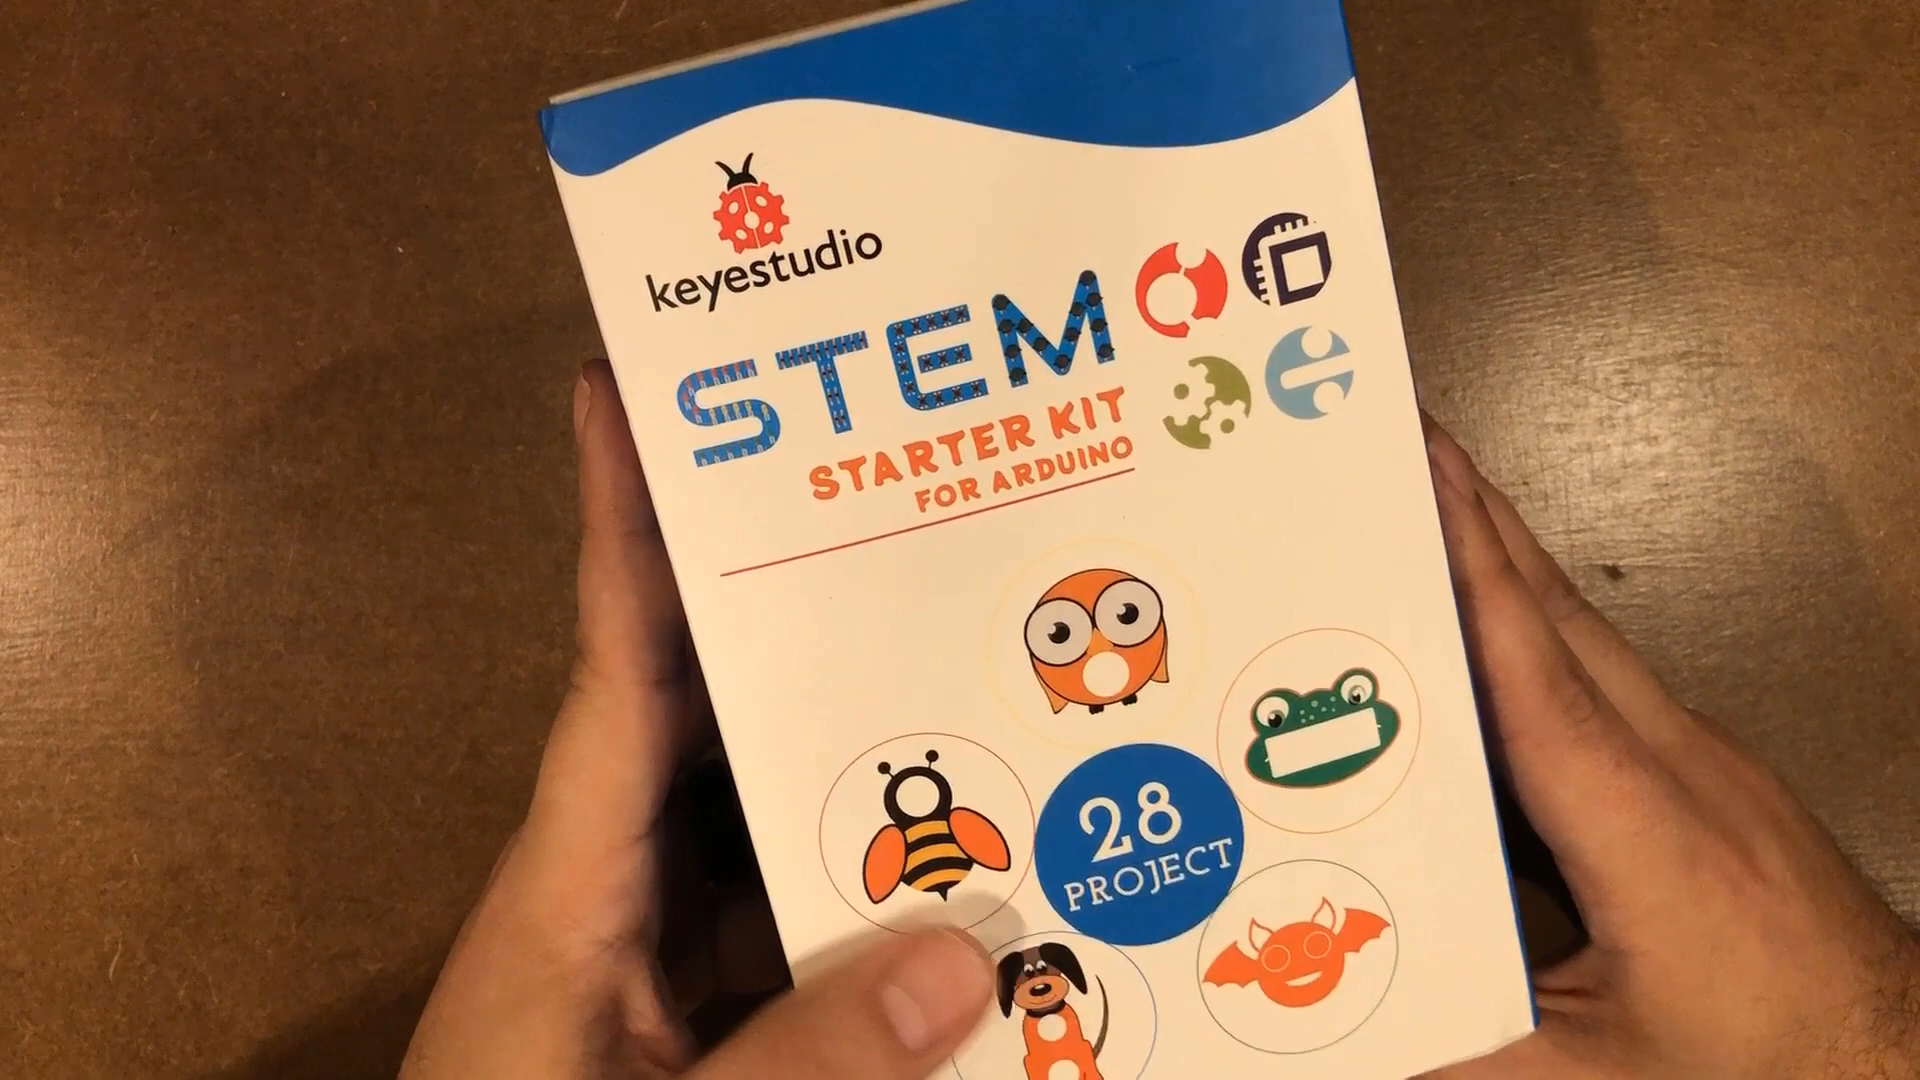 keyestudio
STEM
STARTER KIT
FOR ARDUINO
28
PROJECT